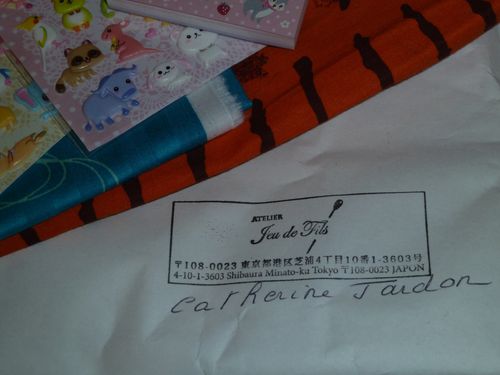 ATELIER
Jeu de Fils
〒108-0023 東京都港区芝浦4丁目10番1-3603号
4-10-1-3603 Shibaura Minato-ku Tokyo 〒108-0023 JAPON
Catherine Jardon